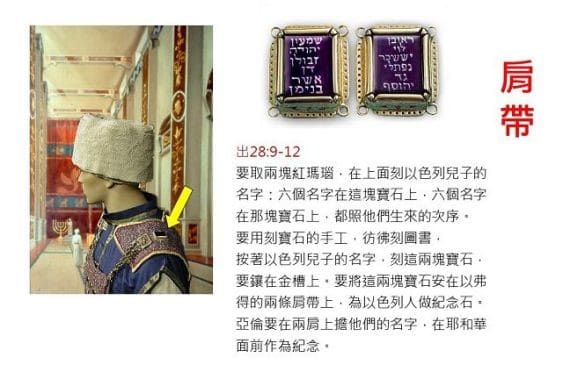 שמעון
יהודה
זבולן
דן
אשר
בנימן
ראובן
לוי
יששכר
נפתלי
גד
יהוסף
肩帶
出28:9-12
要取兩塊紅瑪瑙，在上面刻以色列兒子的
名字：六個名字在這塊寶石上，六個名字
在那塊寶石上，都照他們生來的次序。
要用刻寶石的手工，彷彿刻圖書，
按著以色列兒子的名字，刻這兩塊寶石，
要鑲在金槽上。要將這兩塊寶石安在以弗
得的兩條肩帶上，為以色列人做紀念石。
亞倫要在兩肩上擔他們的名字，在耶和華
面前作為紀念。